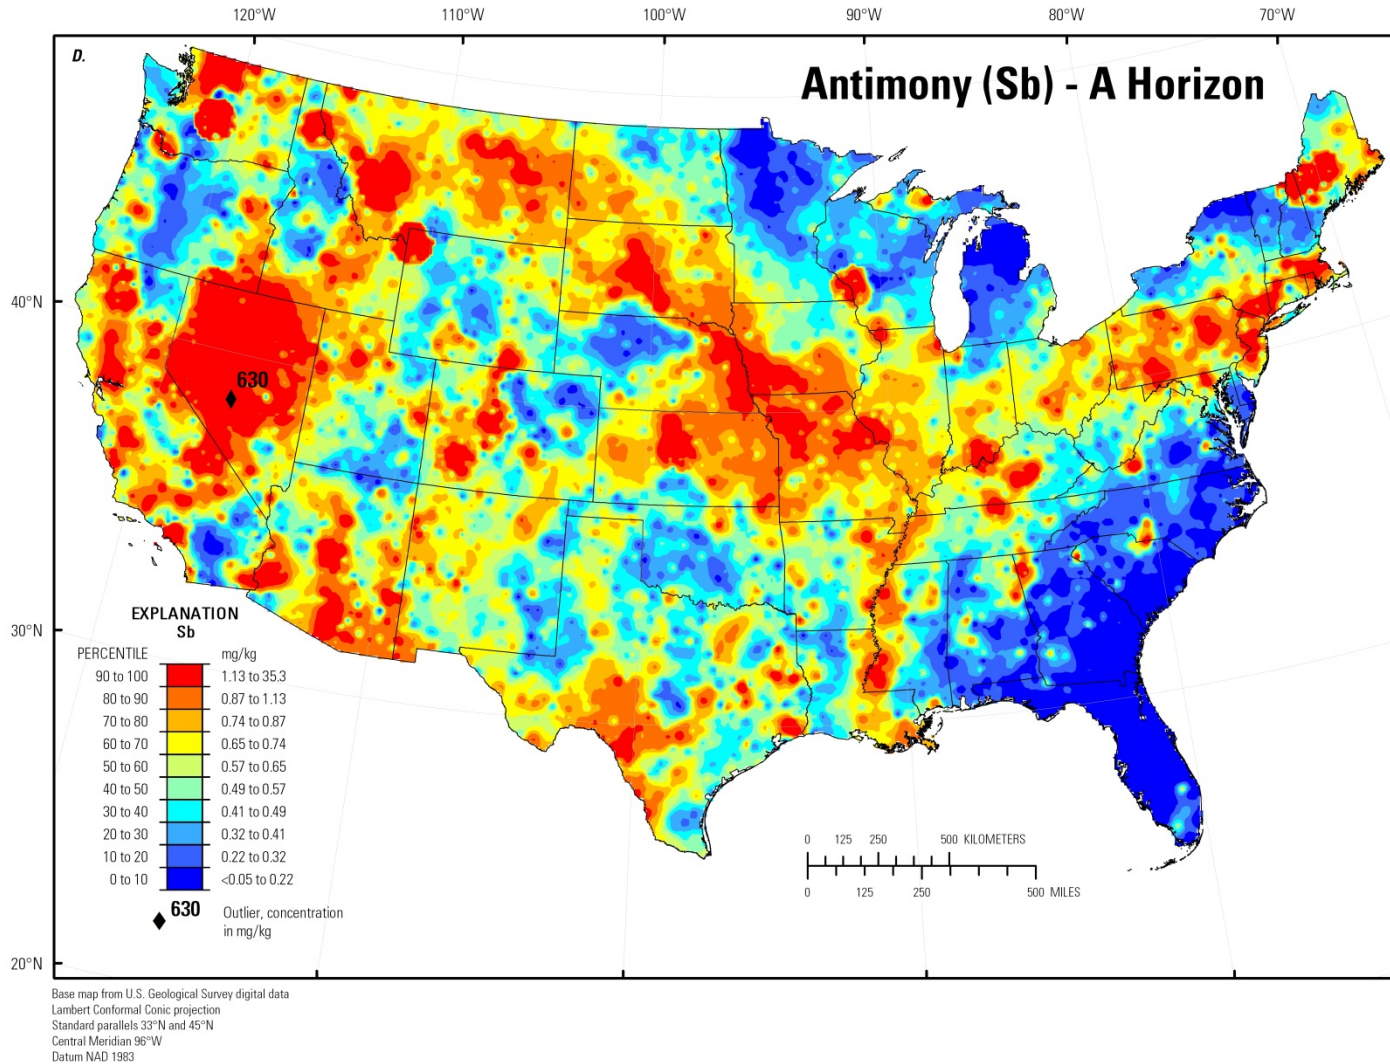 120°W 110°W 100°W 90°W 80°W 70°W
D.
Antimony (Sb) - A Horizon
40°N
630
30°N
EXPLANATION
Sb
PERCENTILE mg/kg
90 to 100 1.13 to 35.3
80 to 90 0.87 to 1.13
70 to 80 0.74 to 0.87
60 to 70 0.65 to 0.74
50 to 60 0.57 to 0.65
40 to 50 0.49 to 0.57
30 to 40 0.41 to 0.49
20 to 30 0.32 to 0.41
10 to 20 0.22 to 0.32
0 to 10 <0.05 to 0.22
630 Outlier, concentration
in mg/kg
0 125 250 500 KILOMETERS
0 125 250 500 MILES
20°N
Base map from U.S. Geological Survey digital data
Lambert Conformal Conic projection
Standard parallels 33°N and 45°N
Central Meridian 96°W
Datum NAD 1983